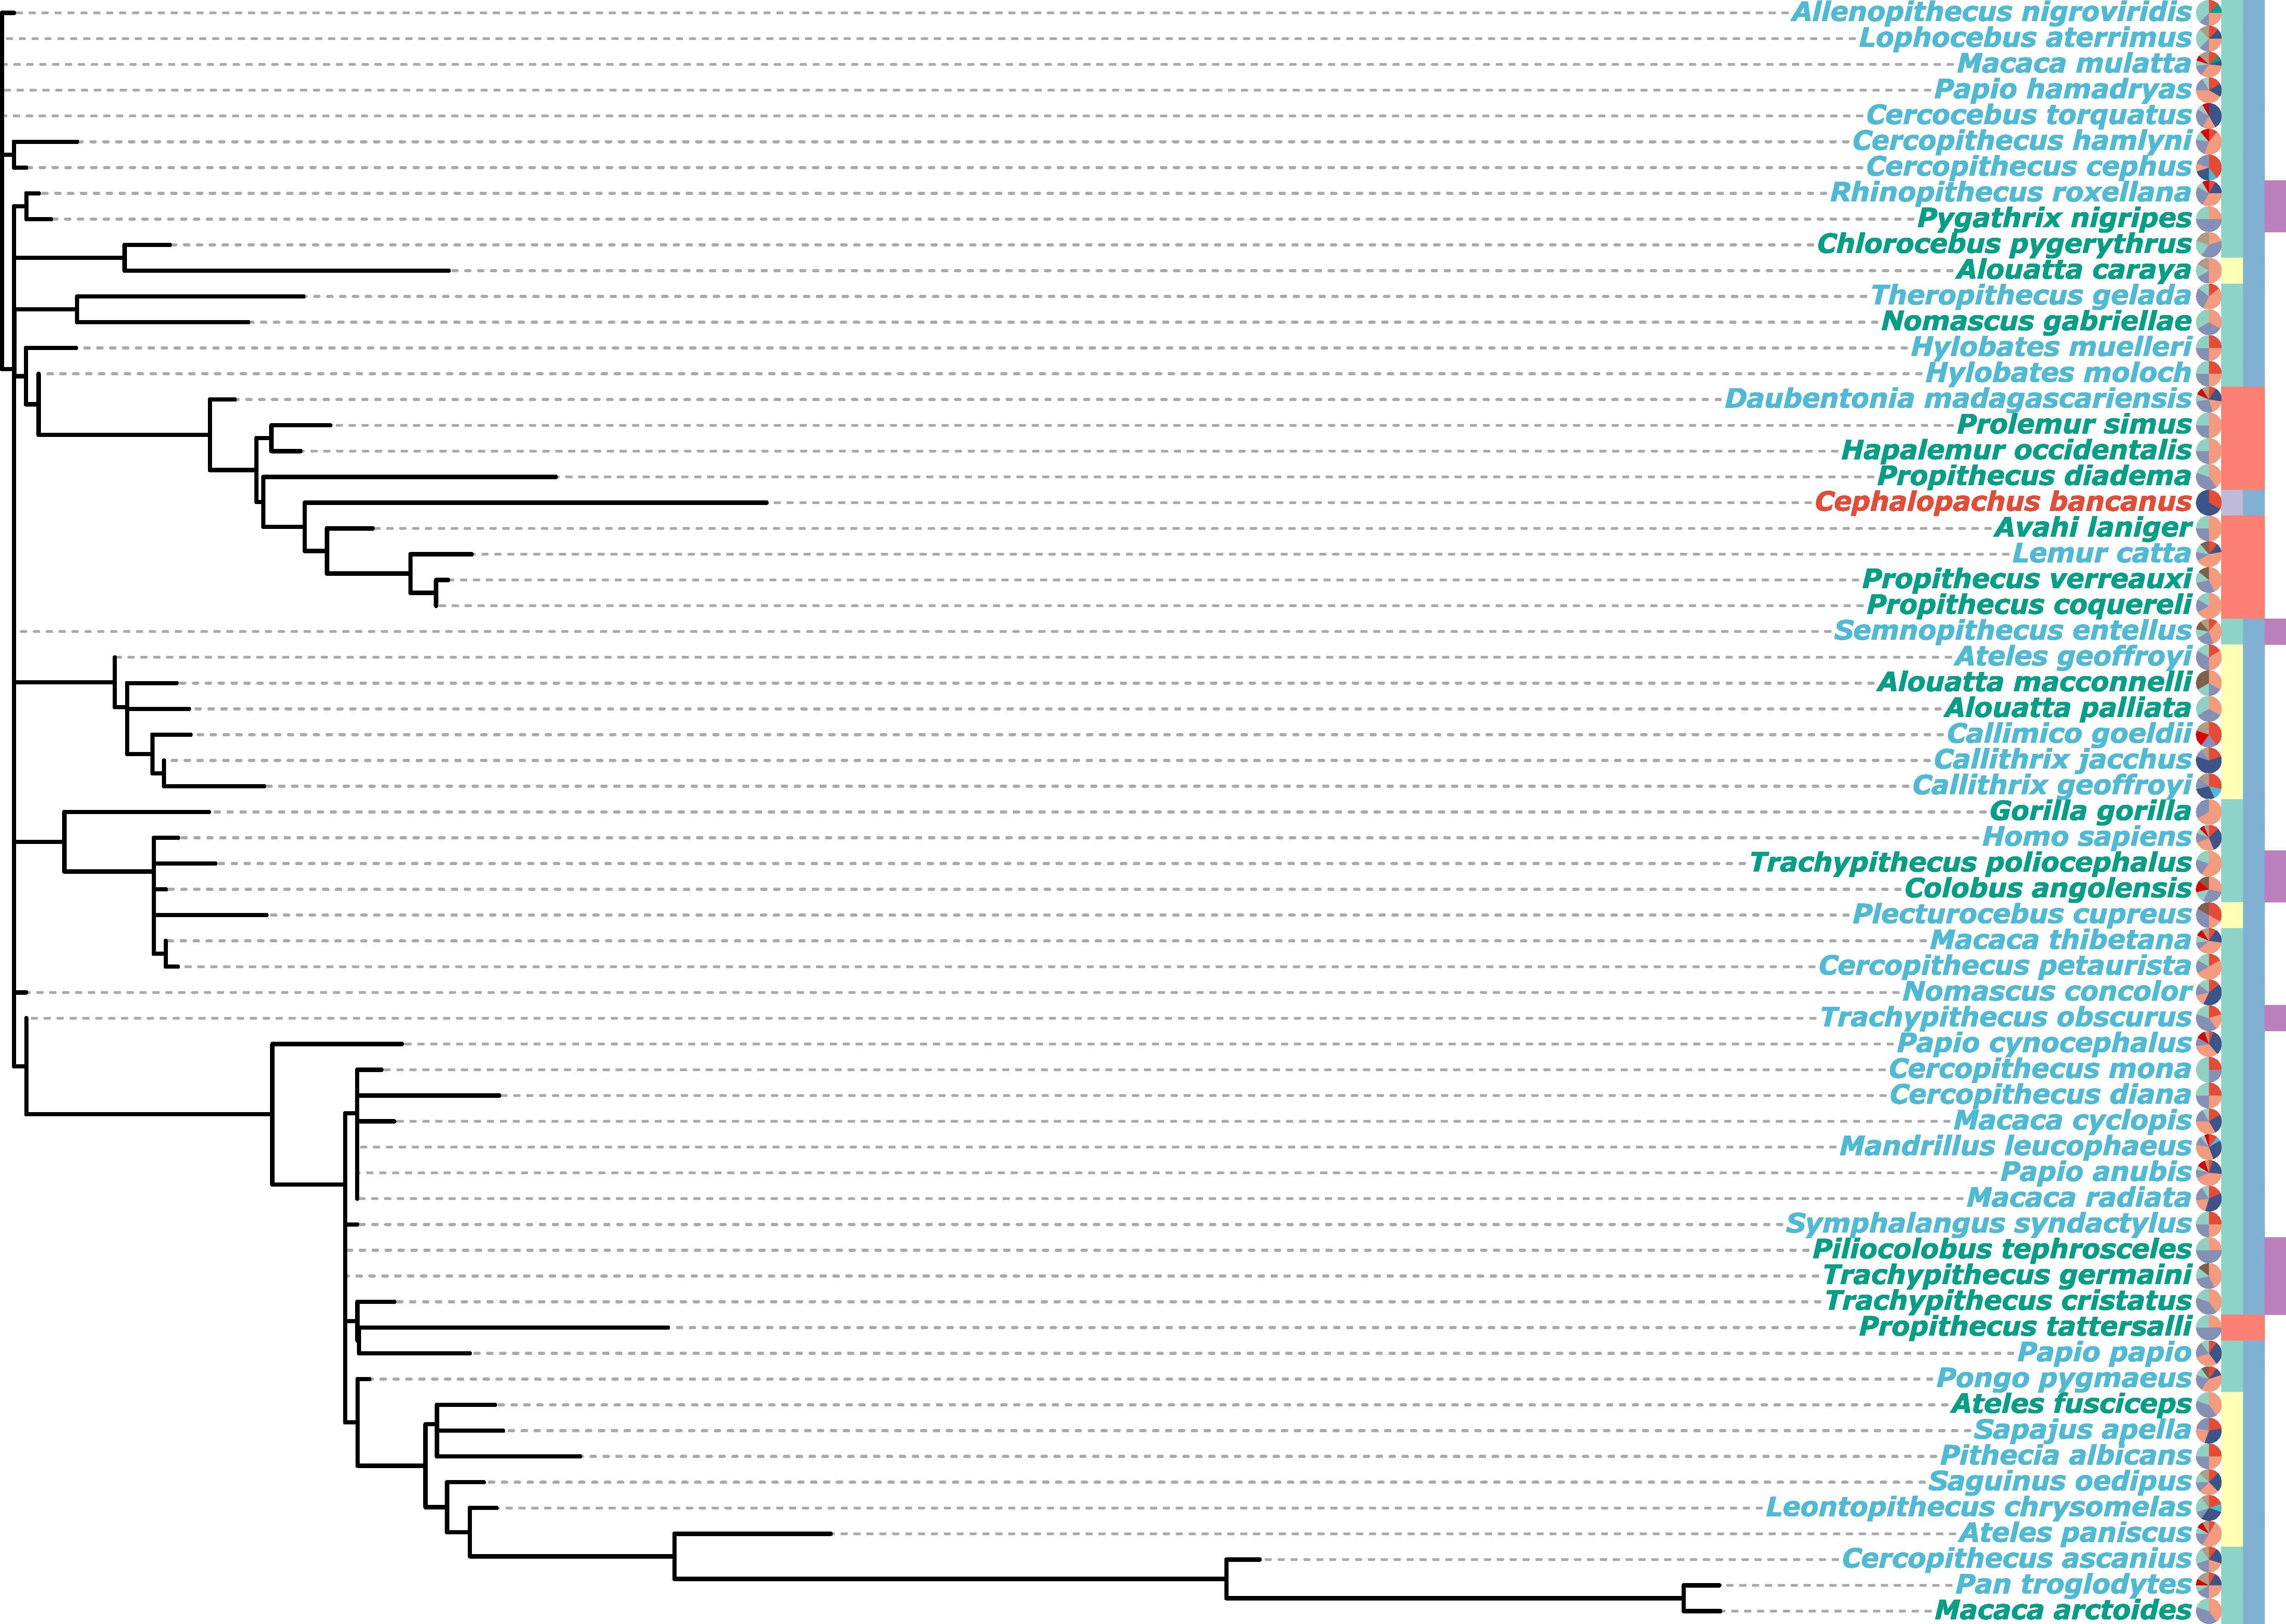 Allenopithecus nigroviridis
Lophocebus aterrimus
Macaca mulatta
Papio hamadryas
Cercocebus torquatus
Cercopithecus hamlyni
Cercopithecus cephus
Rhinopithecus roxellana
Pygathrix nigripes
Chlorocebus pygerythrus
Alouatta caraya
Theropithecus gelada
Nomascus gabriellae
Hylobates muelleri
Hylobates moloch
Daubentonia madagascariensis
Prolemur simus
Hapalemur occidentalis
Propithecus diadema
Cephalopachus bancanus
Avahi laniger
Lemur catta
Propithecus verreauxi
Propithecus coquereli
Semnopithecus entellus
Ateles geoffroyi
Alouatta macconnelli
Alouatta palliata
Callimico goeldii
Callithrix jacchus
Callithrix geoffroyi
Gorilla gorilla
Homo sapiens
Trachypithecus poliocephalus
Colobus angolensis
Plecturocebus cupreus
Macaca thibetana
Cercopithecus petaurista
Nomascus concolor
Trachypithecus obscurus
Papio cynocephalus
Cercopithecus mona
Cercopithecus diana
Macaca cyclopis
Mandrillus leucophaeus
Papio anubis
Macaca radiata
Symphalangus syndactylus
Piliocolobus tephrosceles
Trachypithecus germaini
Trachypithecus cristatus
Propithecus tattersalli
Papio papio
Pongo pygmaeus
Ateles fusciceps
Sapajus apella
Pithecia albicans
Saguinus oedipus
Leontopithecus chrysomelas
Ateles paniscus
Cercopithecus ascanius
Pan troglodytes
Macaca arctoides